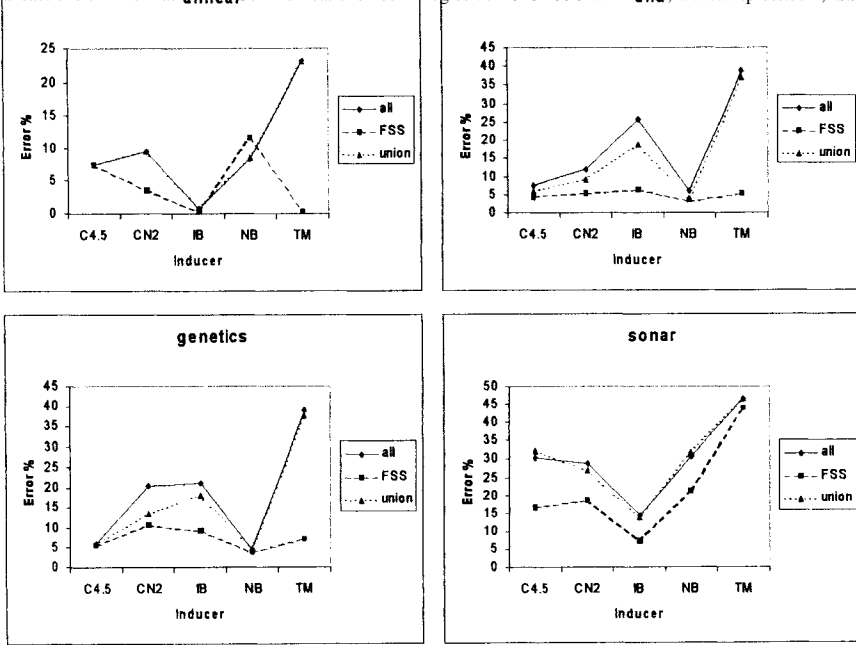 25
20
15
10
5
0
Error %
C4.5 CN2 IB NB TM
Inducer
all
FSS
union
45
40
35
30
25
20
15
10
5
0
Error %
C4.5 CN2 IB NB TM
Inducer
all
FSS
union
genetics
45
40
35
30
25
20
15
10
5
0
Error %
C4.5 CN2 IB NB TM
Inducer
all
FSS
union
sonar
50
45
40
35
30
25
20
15
10
5
0
Error %
C4.5 CN2 IB NB TM
Inducer
all
FSS
union